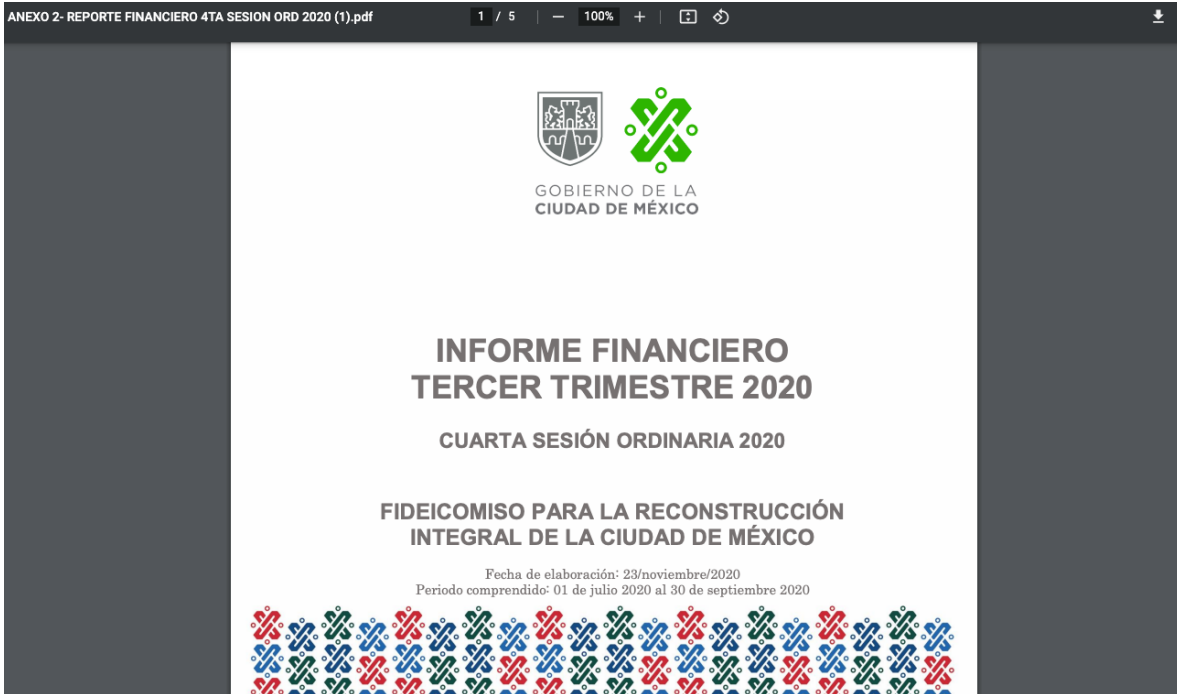 ANEXO 2- REPORTE FINANCIERO 4TA SESION ORD 2020 (1).pdf
1 / 5
100%
GOBIERNO DE LA
CIUDAD DE MÉXICO
INFORME FINANCIERO
TERCER TRIMESTRE 2020
CUARTA SESIÓN ORDINARIA 2020
FIDEICOMISO PARA LA RECONSTRUCCIÓN
INTEGRAL DE LA CIUDAD DE MÉXICO
Fecha de elaboración: 23/noviembre/2020
Periodo comprendido: 01 de julio 2020 al 30 de septiembre 2020